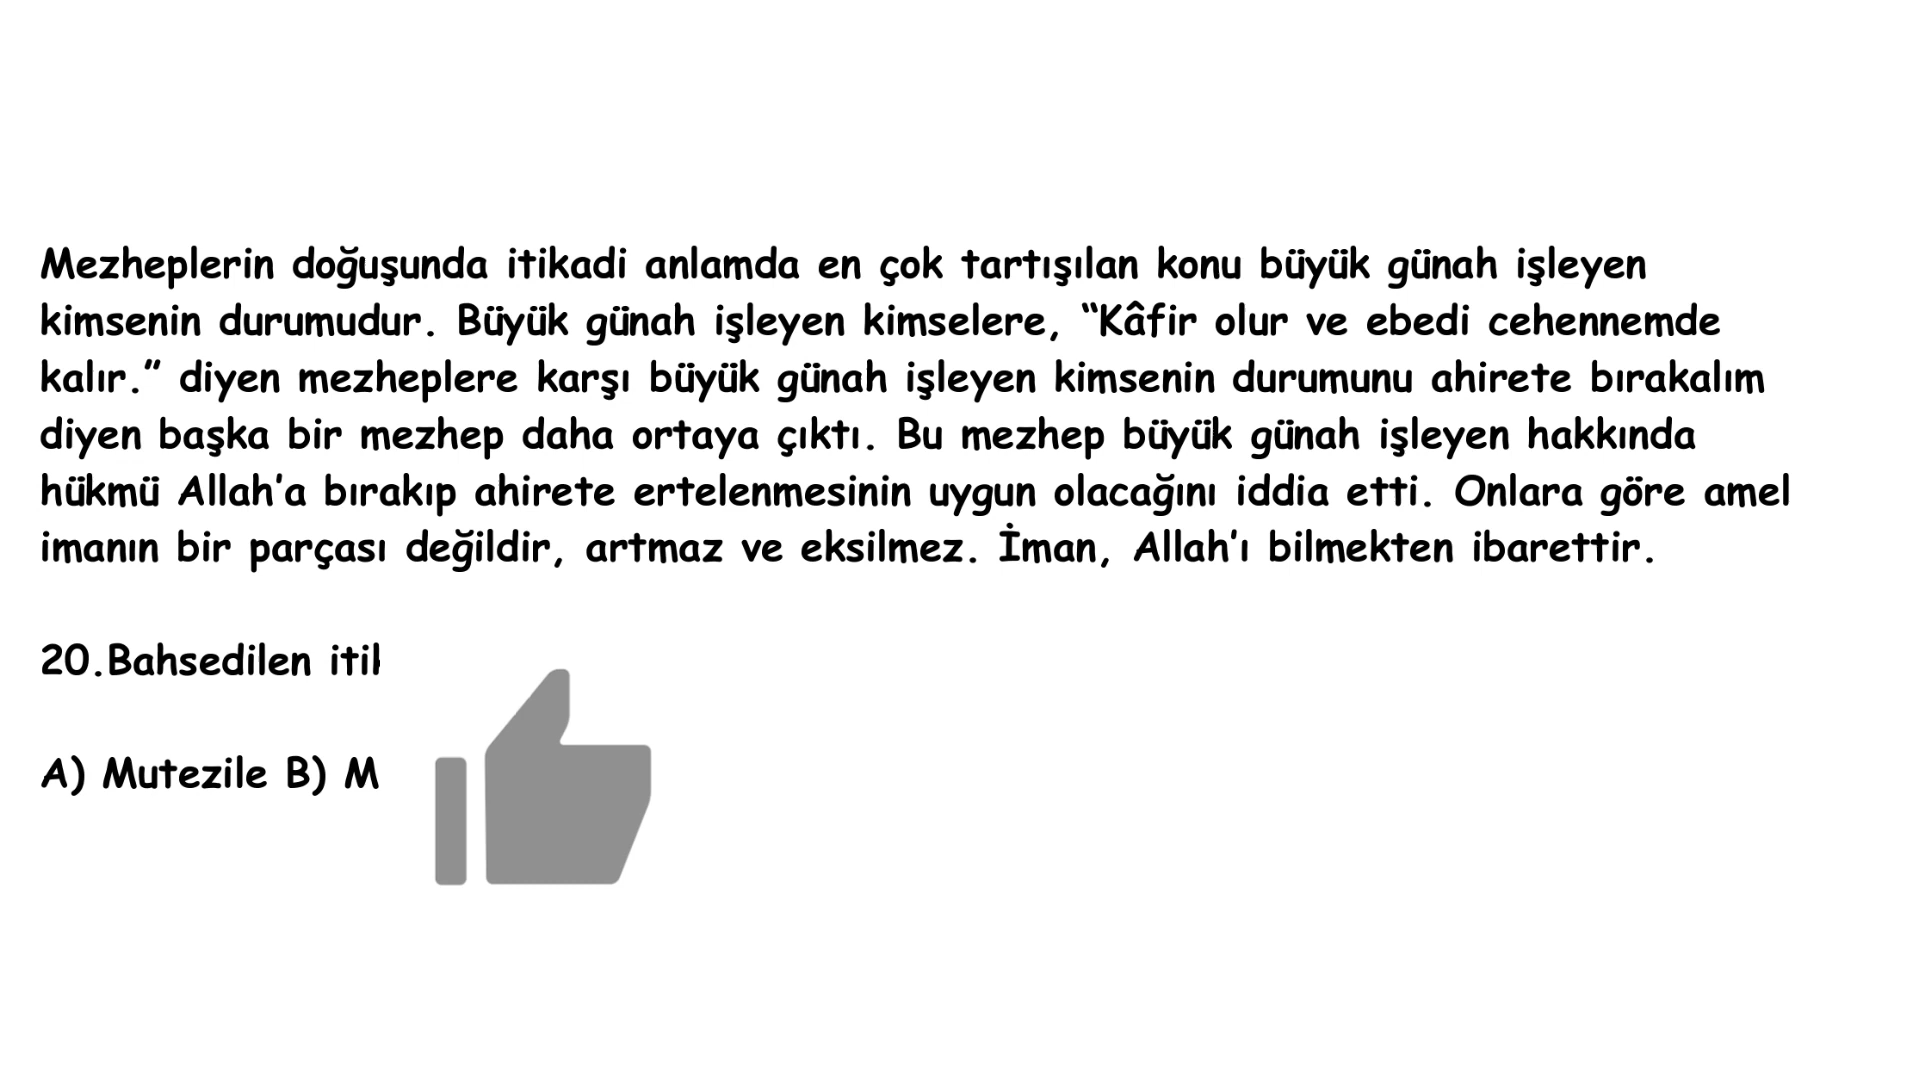 Mezheplerin doğuşunda itikadi anlamda en çok tartışılan konu büyük günah işleyen
kimsenin durumudur. Büyük günah işleyen kimselere, “Kâfir olur ve ebedi cehennemde
kalır.” diyen mezheplere karşı büyük günah işleyen kimsenin durumunu ahirete bırakalım
diyen başka bir mezhep daha ortaya çıktı. Bu mezhep büyük günah işleyen hakkında
hükmü Allah’a bırakıp ahirete ertelenmesinin uygun olacağını iddia etti. Onlara göre amel
imanın bir parçası değildir, artmaz ve eksilmez. İman, Allah’ı bilmekten ibarettir.
20.Bahsedilen
A) Mutezile B) M